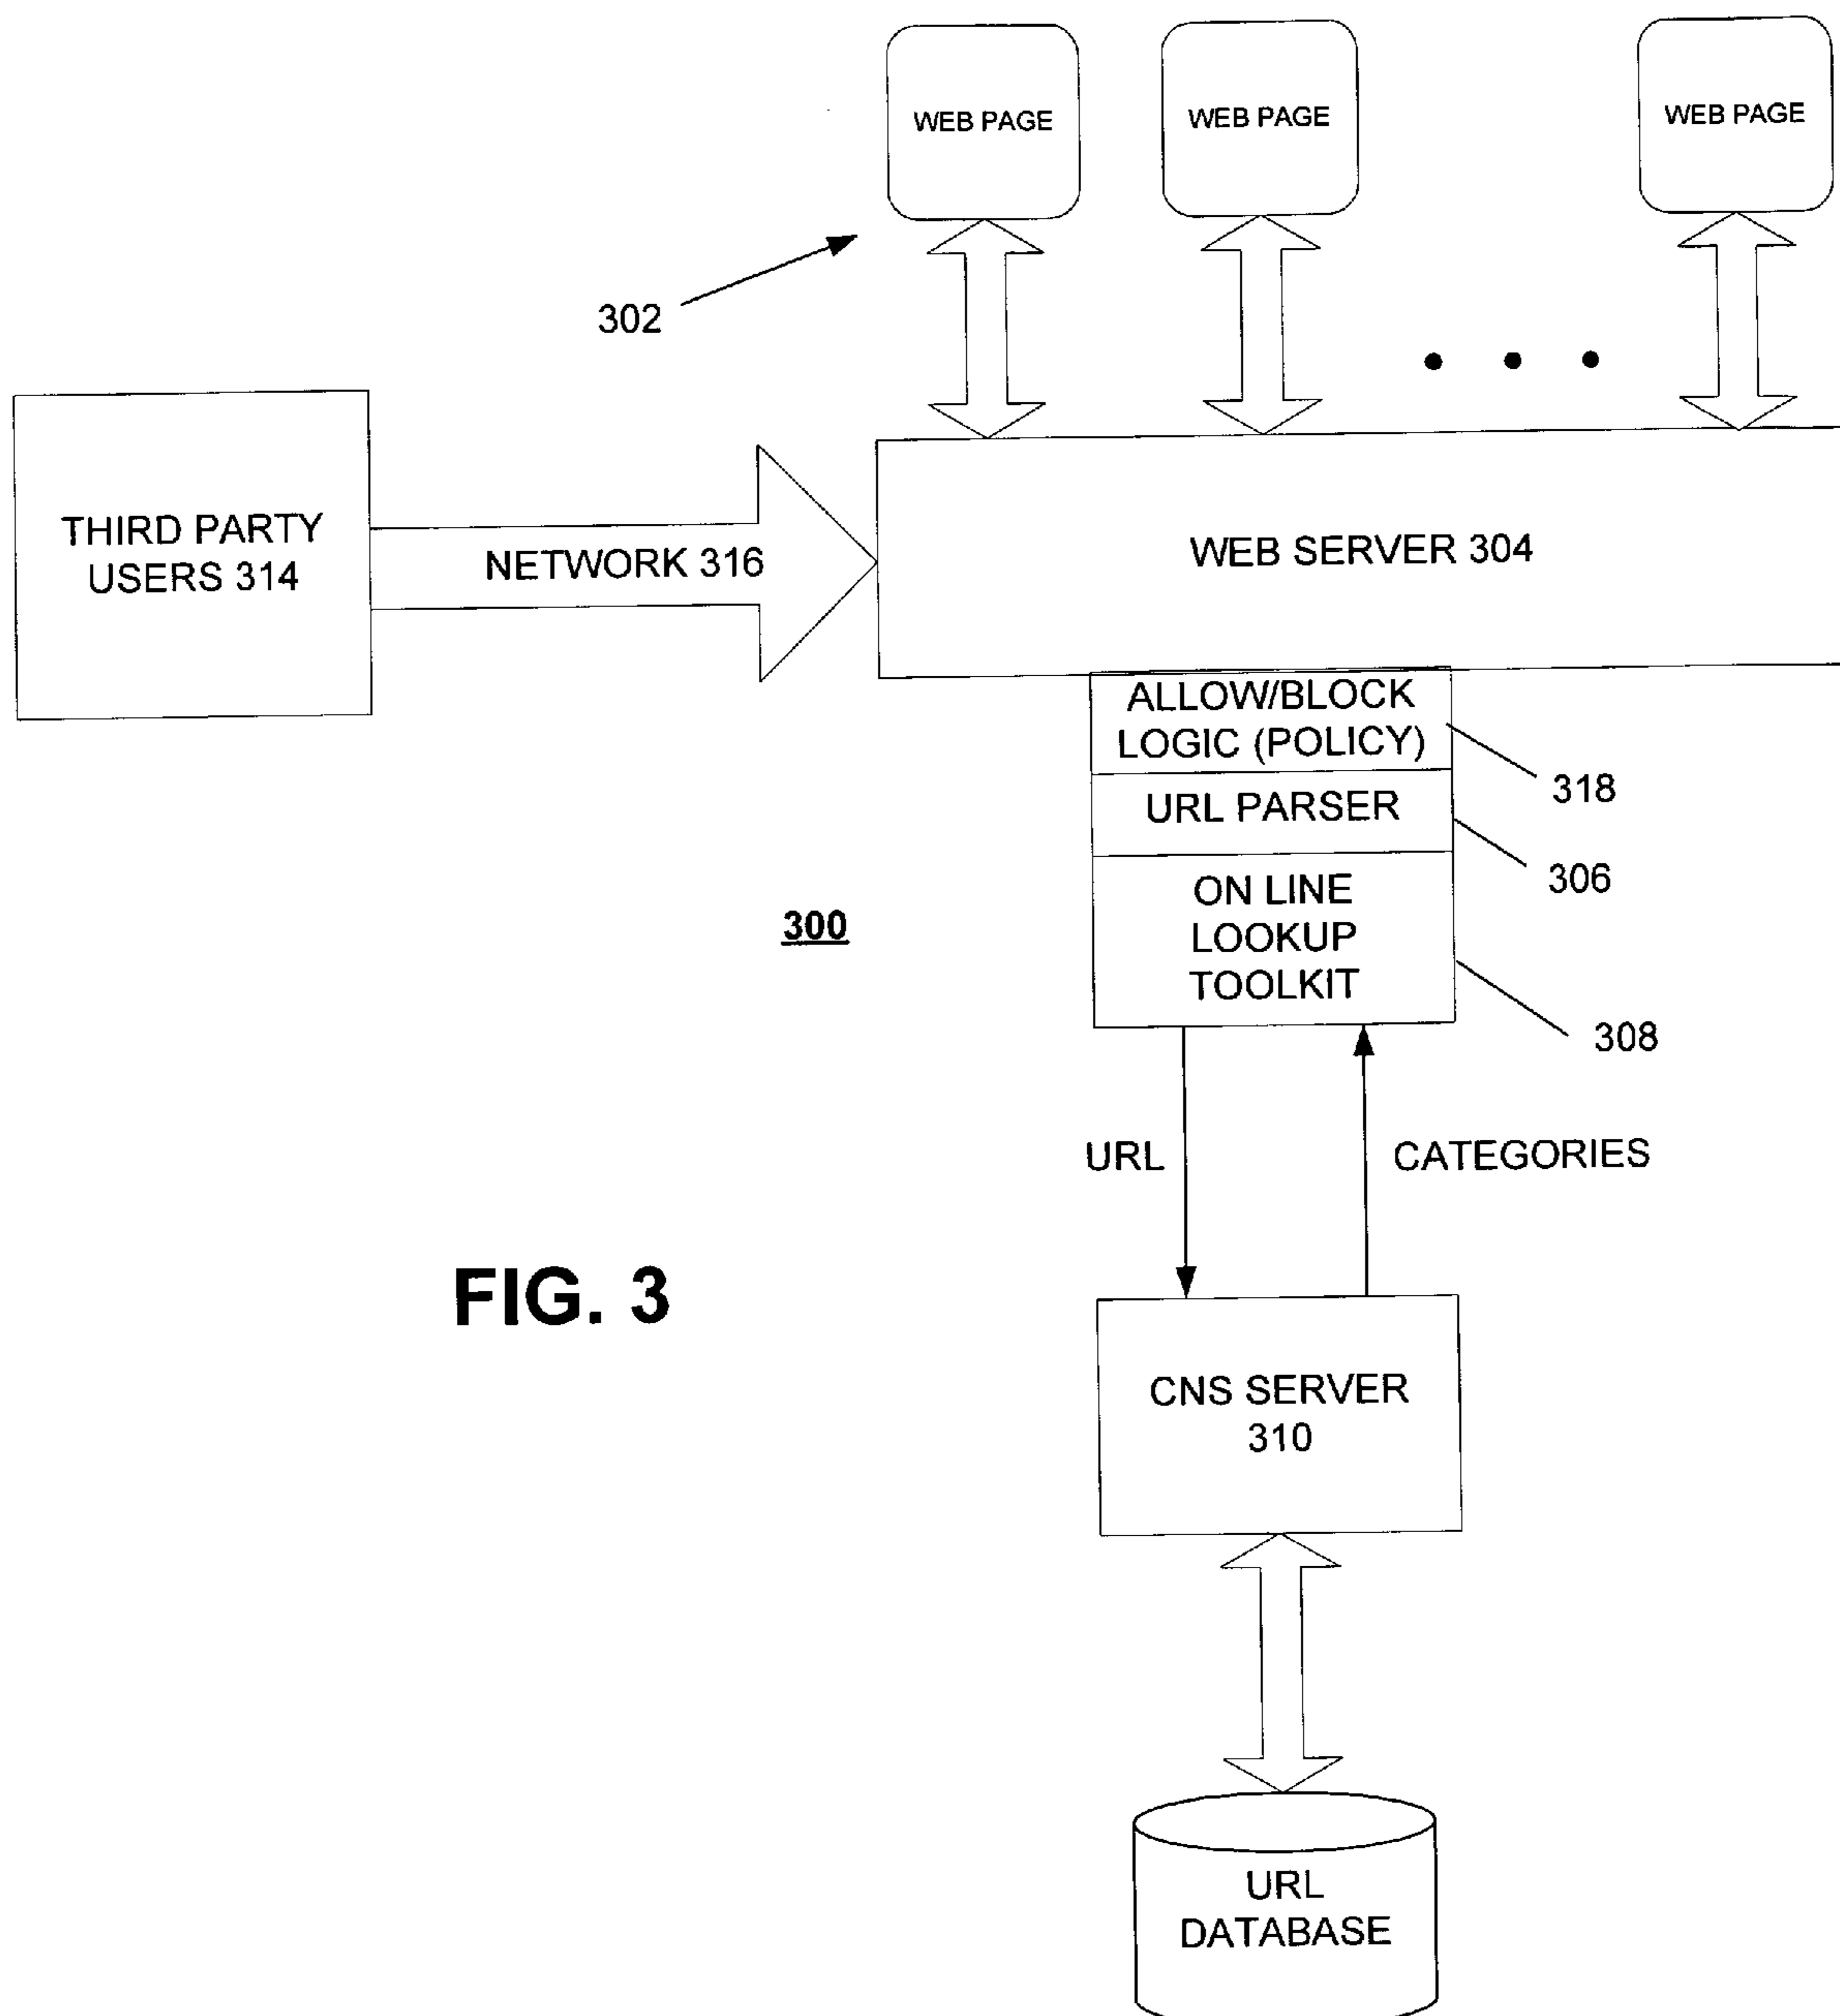 WEB PAGE
WEB PAGE
WEB PAGE
302
THIRD PARTY
USERS 314
NETWORK 316
WEB SERVER 304
ALLOW/BLOCK
LOGIC (POLICY)
318
URL PARSER
306
ON LINE
LOOKUP
TOOLKIT
300
308
URL
CATEGORIES
FIG. 3
CNS SERVER
310
URL
DATABASE